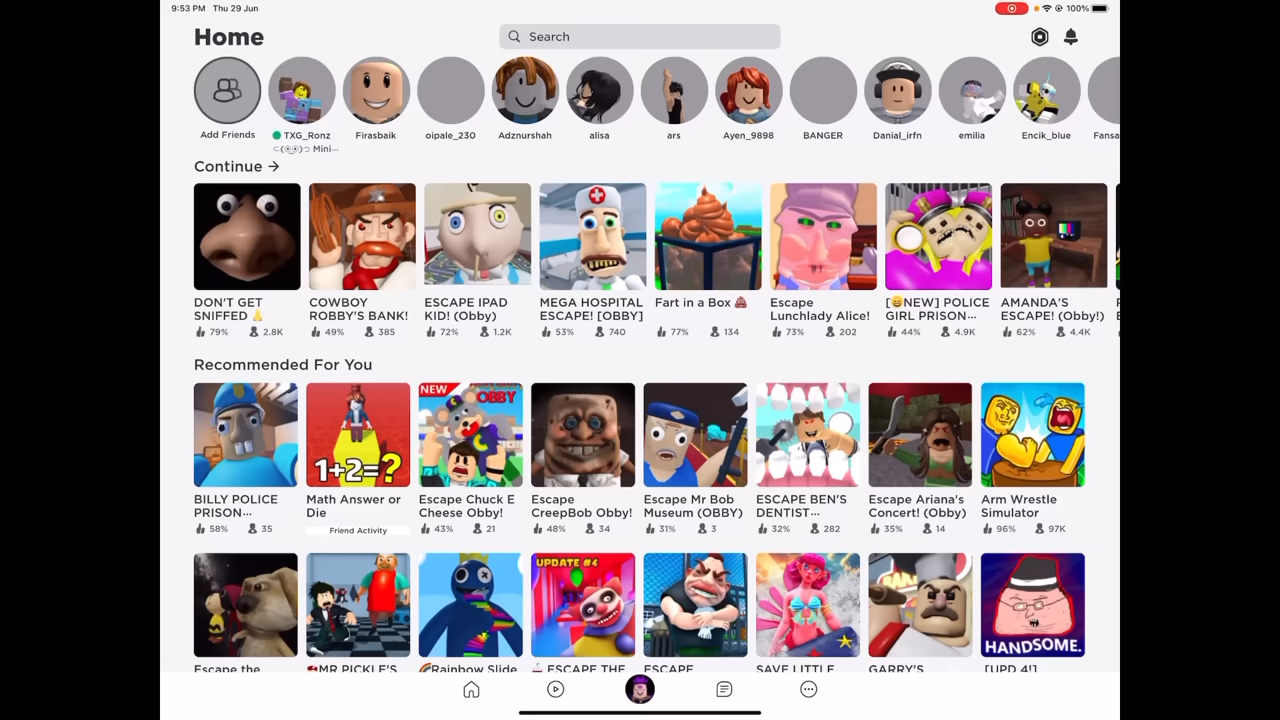 9:53 PM Thu 29 Jun 100%
Home
Search
Add Friends TXG_Ronz Firasbaik oipale_230 Adznurshah alisa ars Ayen_9898 BANGER Danial_irfn emilia Encik_blue Fansa
Mini...
Continue →
DON'T GET SNIFFED 🙏
79% 2.8K
COWBOY ROBBY'S BANK!
49% 385
ESCAPE IPAD KID! (Obby)
72% 1.2K
MEGA HOSPITAL ESCAPE! [OBBY]
53% 740
Fart in a Box 💩
77% 134
Escape Lunchlady Alice!
73% 202
[😄NEW] POLICE GIRL PRISON...
44% 4.9K
AMANDA'S ESCAPE! (Obby!)
62% 4.4K
Recommended For You
1+2=?
NEW
OBBY
BILLY POLICE PRISON...
58% 35
Math Answer or Die
Friend Activity
Escape Chuck E Cheese Obby!
43% 21
Escape CreepBob Obby!
48% 34
Escape Mr Bob Museum (OBBY)
31% 3
ESCAPE BEN'S DENTIST...
32% 282
Escape Ariana's Concert! (Obby)
35% 14
Arm Wrestle Simulator
96% 97K
UPDATE #4
HANDSOME.
Escape the
MR PICKLE'S
🌈Rainbow Slide
ESCAPE THE
ESCAPE
SAVE LITTLE
GARRY'S
[UPD 4!]